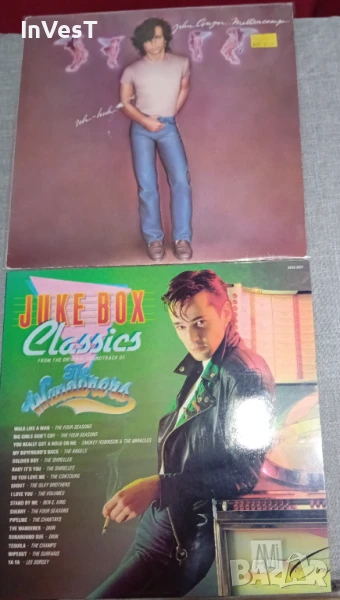 InVesT
John Cougar Mellencamp
uh-huh
JUKE BOX
Classics
FROM THE ORIGINAL SOUNDTRACK OF
The
Wanderers
WALK LIKE A MAN - THE FOUR SEASONS
BIG GIRLS DON'T CRY - THE FOUR SEASONS
YOU REALLY GOT A HOLD ON ME - SMOKEY ROBINSON & THE MIRACLES
MY BOYFRIEND'S BACK - THE ANGELS
SOLDIER BOY - THE SHIRELLES
BABY IT'S YOU - THE SHIRELLES
DO YOU LOVE ME - THE CONTOURS
SHOUT - THE ISLEY BROTHERS
I LOVE YOU - THE VOLUMES
STAND BY ME - BEN E. KING
SHERRY - THE FOUR SEASONS
PIPELINE - THE CHANTAYS
THE WANDERER - DION
RUNAROUND SUE - DION
TEQUILA - THE CHAMPS
WIPEOUT - THE SURFARIS
YA YA - LEE DORSEY
AMI
bazar